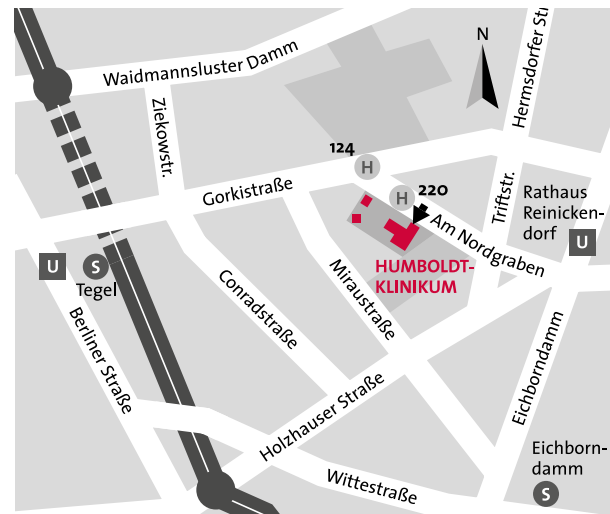 Waidmannsluster Damm
Hermsdorfer Str
N
Ziekowstr.
124
H
Gorkistraße
H
220
Triftstr.
Rathaus
Reinicken-
dorf
U
Am Nordgraben
U
S
Tegel
HUMBOLDT-
KLINIKUM
Miraustraße
Conradstraße
Berliner Straße
Eichborndamm
Holzhauser Straße
Eichborn-
damm
S
Wittestraße